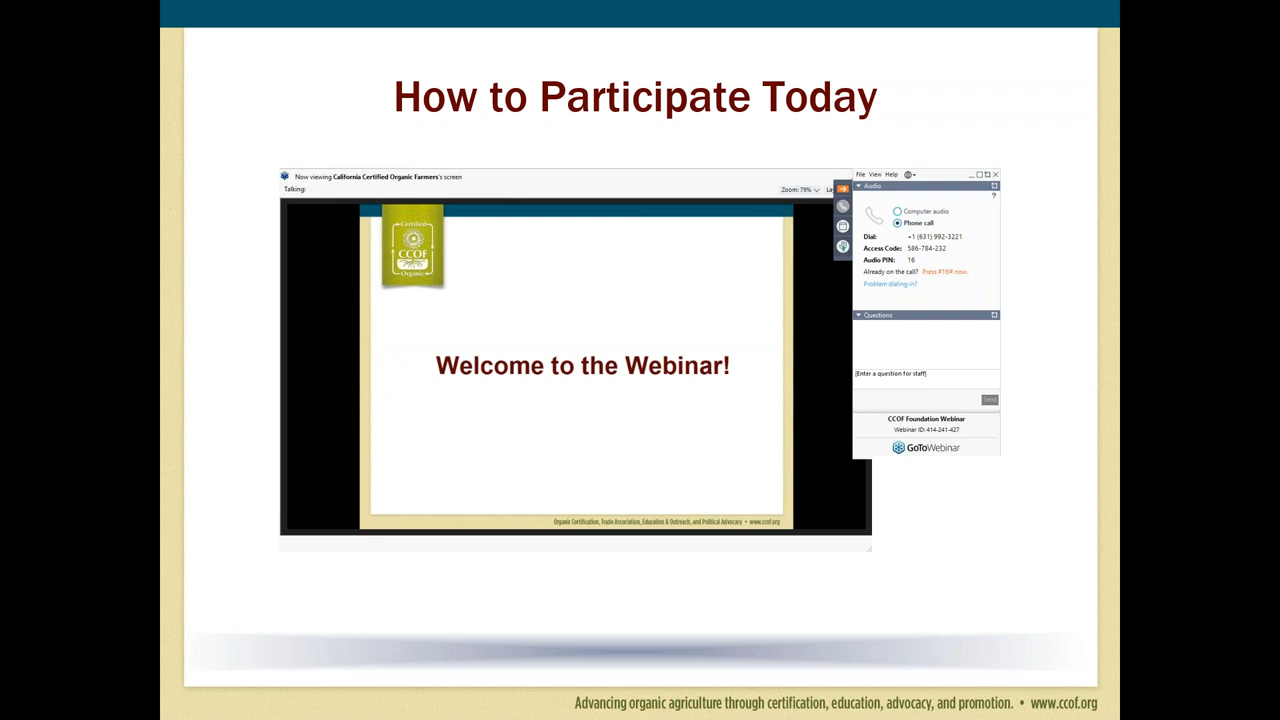 How to Participate Today
Now viewing California Certified Organic Farmers's screen
Talking:
Zoom: 79%
File View Help
Audio
?
Computer audio
Phone call
Dial: +1 (631) 992-3221
Access Code: 586-784-232
Audio PIN: 16
Already on the call? Press #16# now.
Problem dialing in?
Questions
[Enter a question for staff]
Send
CCOF Foundation Webinar
Webinar ID: 414-241-427
GoToWebinar
Certified
CCOF
Organic
Welcome to the Webinar!
Organic Certification, Trade Association, Education & Outreach, and Political Advocacy • www.ccof.org
Advancing organic agriculture through certification, education, advocacy, and promotion. • www.ccof.org